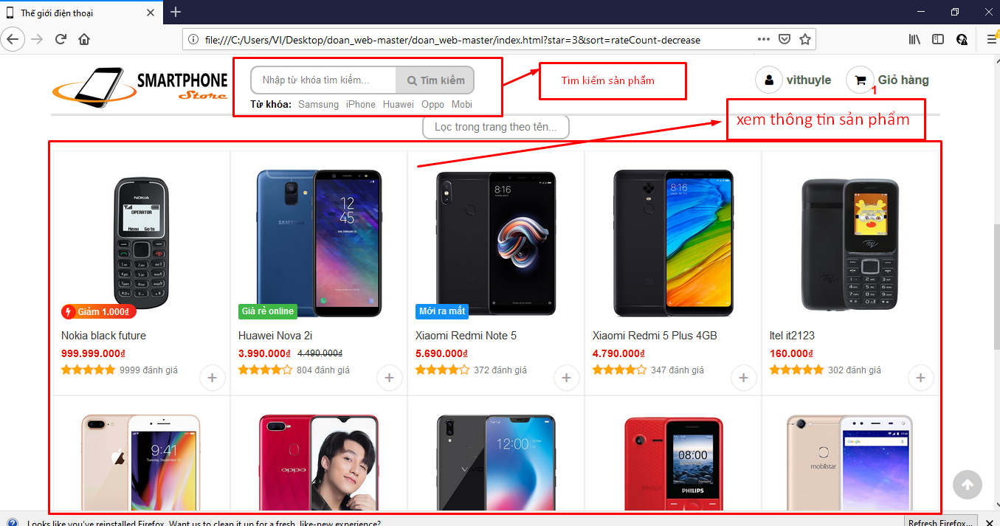 Thế giới điện thoại
file:///C:/Users/VI/Desktop/doan_web-master/doan_web-master/index.html?star=3&sort=rateCount-decrease
SMARTPHONE
Store
Nhập từ khóa tìm kiếm...
Tìm kiếm
Từ khóa: Samsung iPhone Huawei Oppo Mobi
Tìm kiếm sản phẩm
vithuyle
1
Giỏ hàng
xem thông tin sản phẩm
Lọc trong trang theo tên...
NOKIA
OPERATOR
Menu Go to
SAMSUNG
12
45
8:16
8:16
itel
Giảm 1.000₫
Giá rẻ online
Mới ra mắt
Nokia black future
999.999.000₫
9999 đánh giá
+
Huawei Nova 2i
3.990.000₫ 4.490.000₫
804 đánh giá
+
Xiaomi Redmi Note 5
5.690.000₫
372 đánh giá
+
Xiaomi Redmi 5 Plus 4GB
4.790.000₫
347 đánh giá
+
Itel it2123
160.000₫
302 đánh giá
+
9:41
oppo
vivo
12:00
08:00
PHILIPS
mobiistar
Google
Looks like you've reinstalled Firefox. Want us to clean it up for a fresh, like-new experience?
Refresh Firefox...